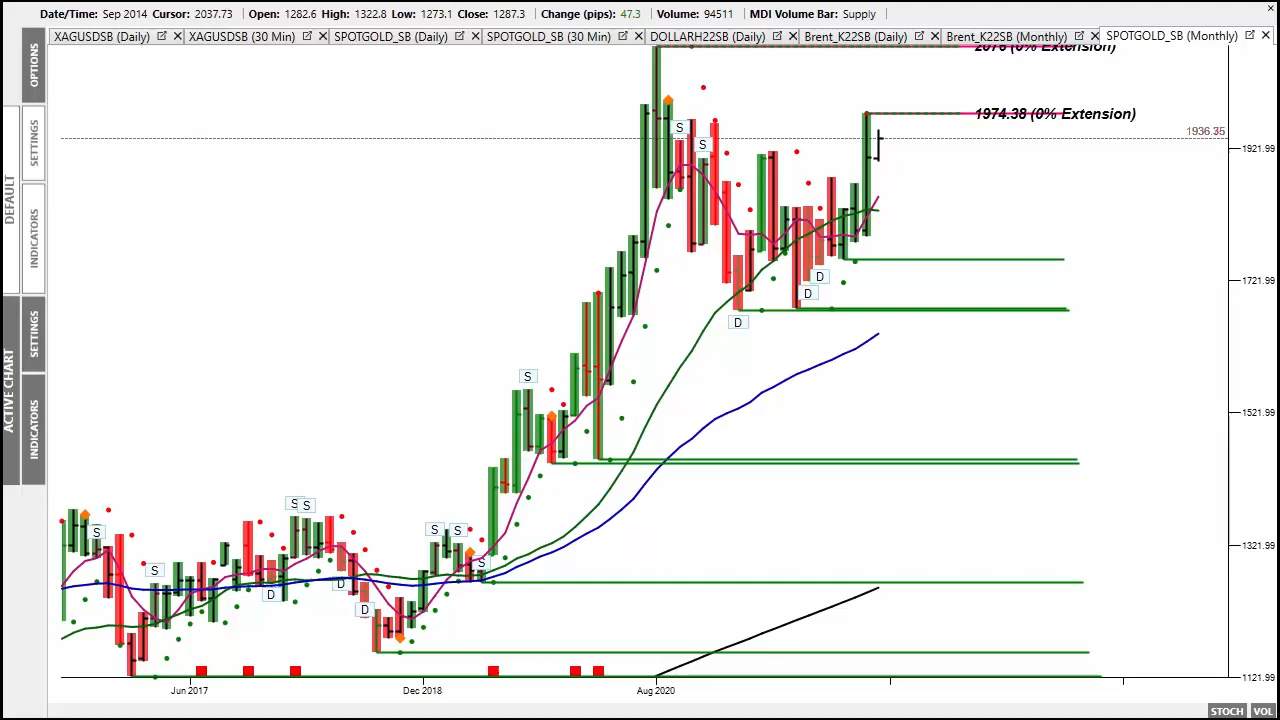 Date/Time: Sep 2014 Cursor: 2037.73 Open: 1282.6 High: 1322.8 Low: 1273.1 Close: 1287.3 Change (pips): 47.3 Volume: 94511 MDI Volume Bar: Supply
XAGUSDSB (Daily) XAGUSDSB (30 Min) SPOTGOLD_SB (Daily) SPOTGOLD_SB (30 Min) DOLLARH22SB (Daily) Brent_K22SB (Daily) Brent_K22SB (Monthly) SPOTGOLD_SB (Monthly)
OPTIONS
DEFAULT
SETTINGS
INDICATORS
ACTIVE CHART
SETTINGS
INDICATORS
2076 (0% Extension)
1974.38 (0% Extension)
1936.35
1921.99
1721.99
1521.99
1321.99
1121.99
S
S
D
D
D
S
S
S
S
S
S
S
S
D
D
D
Jun 2017 Dec 2018 Aug 2020
STOCH VOL